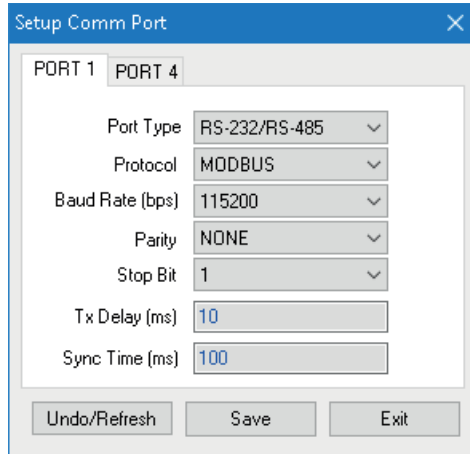 Setup Comm Port
PORT 1 PORT 4
Port Type RS-232/RS-485
Protocol MODBUS
Baud Rate (bps) 115200
Parity NONE
Stop Bit 1
Tx Delay (ms) 10
Sync Time (ms) 100
Undo/Refresh Save Exit